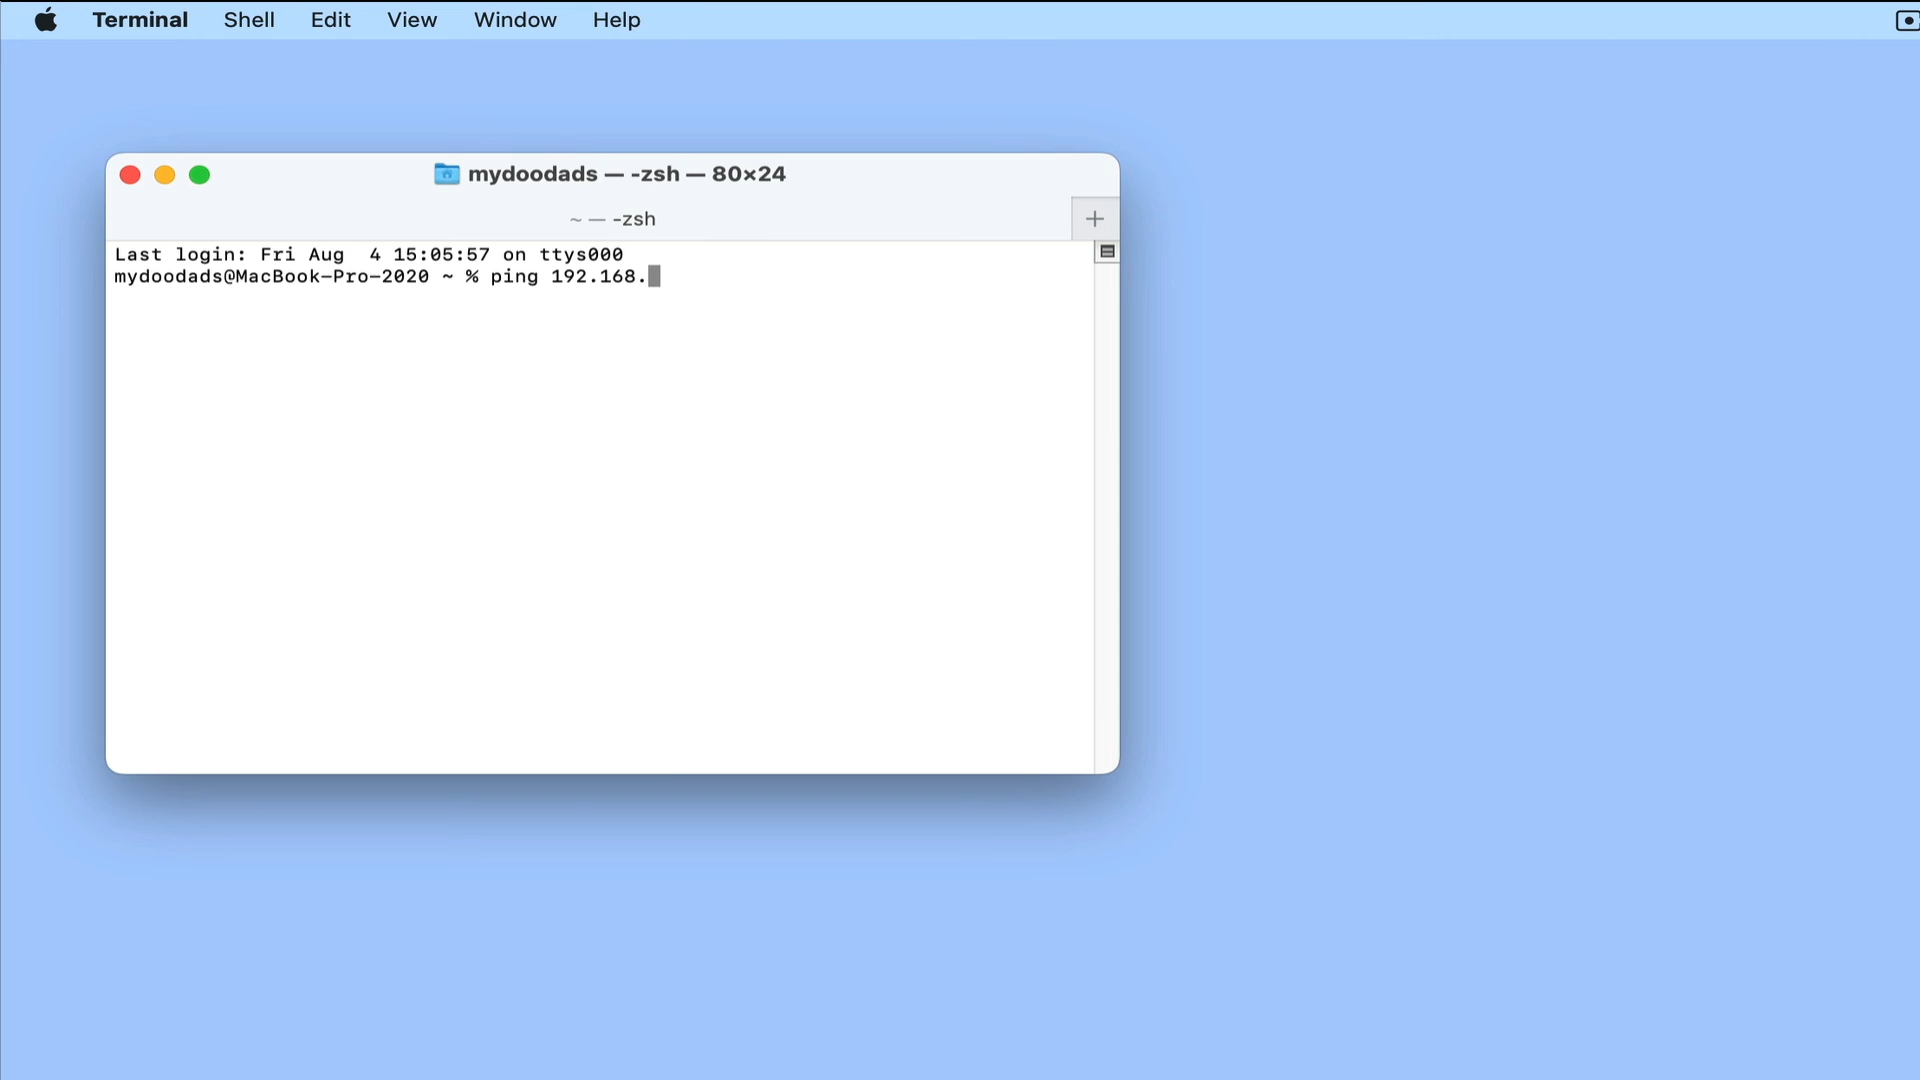 Terminal Shell Edit View Window Help
mydoodads — -zsh — 80×24
~ — -zsh
Last login: Fri Aug  4 15:05:57 on ttys000
mydoodads@MacBook-Pro-2020 ~ % ping 192.168.